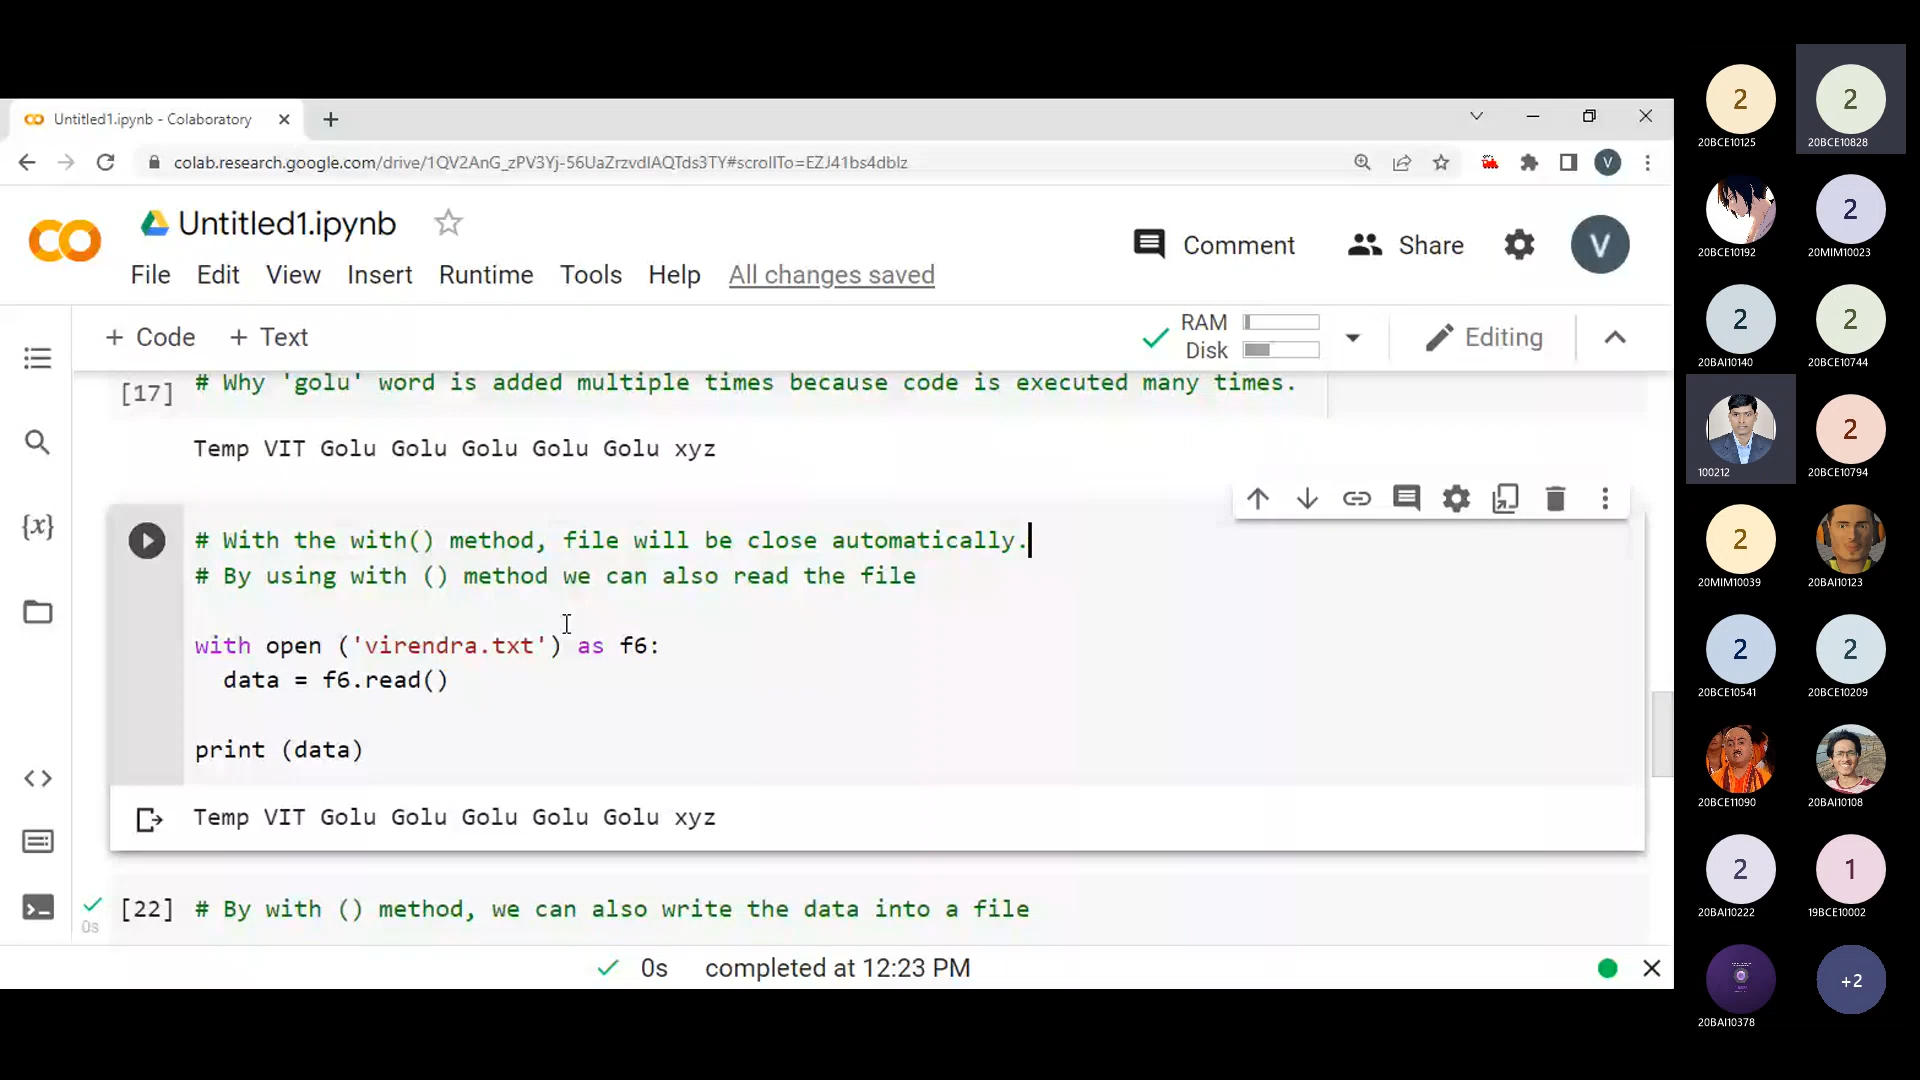 Untitled1.ipynb - Colaboratory
colab.research.google.com/drive/1QV2AnG_zPV3Yj-56UaZrzvdIAQTds3TY#scrollTo=EZJ41bs4dblz
V
Untitled1.ipynb
Comment
Share
V
File Edit View Insert Runtime Tools Help All changes saved
+ Code + Text
RAM
Disk
Editing
[17] # Why 'golu' word is added multiple times because code is executed many times.
Temp VIT Golu Golu Golu Golu Golu xyz
# With the with() method, file will be close automatically.
# By using with () method we can also read the file
with open ('virendra.txt') as f6:
data = f6.read()
print (data)
Temp VIT Golu Golu Golu Golu Golu xyz
[22] # By with () method, we can also write the data into a file
0s
0s completed at 12:23 PM
{x}
2 2
20BCE10125 20BCE10828
2
20BCE10192 20MIM10023
2 2
20BAI10140 20BCE10744
2
100212 20BCE10794
2
20MIM10039 20BAI10123
2 2
20BCE10541 20BCE10209
20BCE11090 20BAI10108
2 1
20BAI10222 19BCE10002
+2
20BAI10378